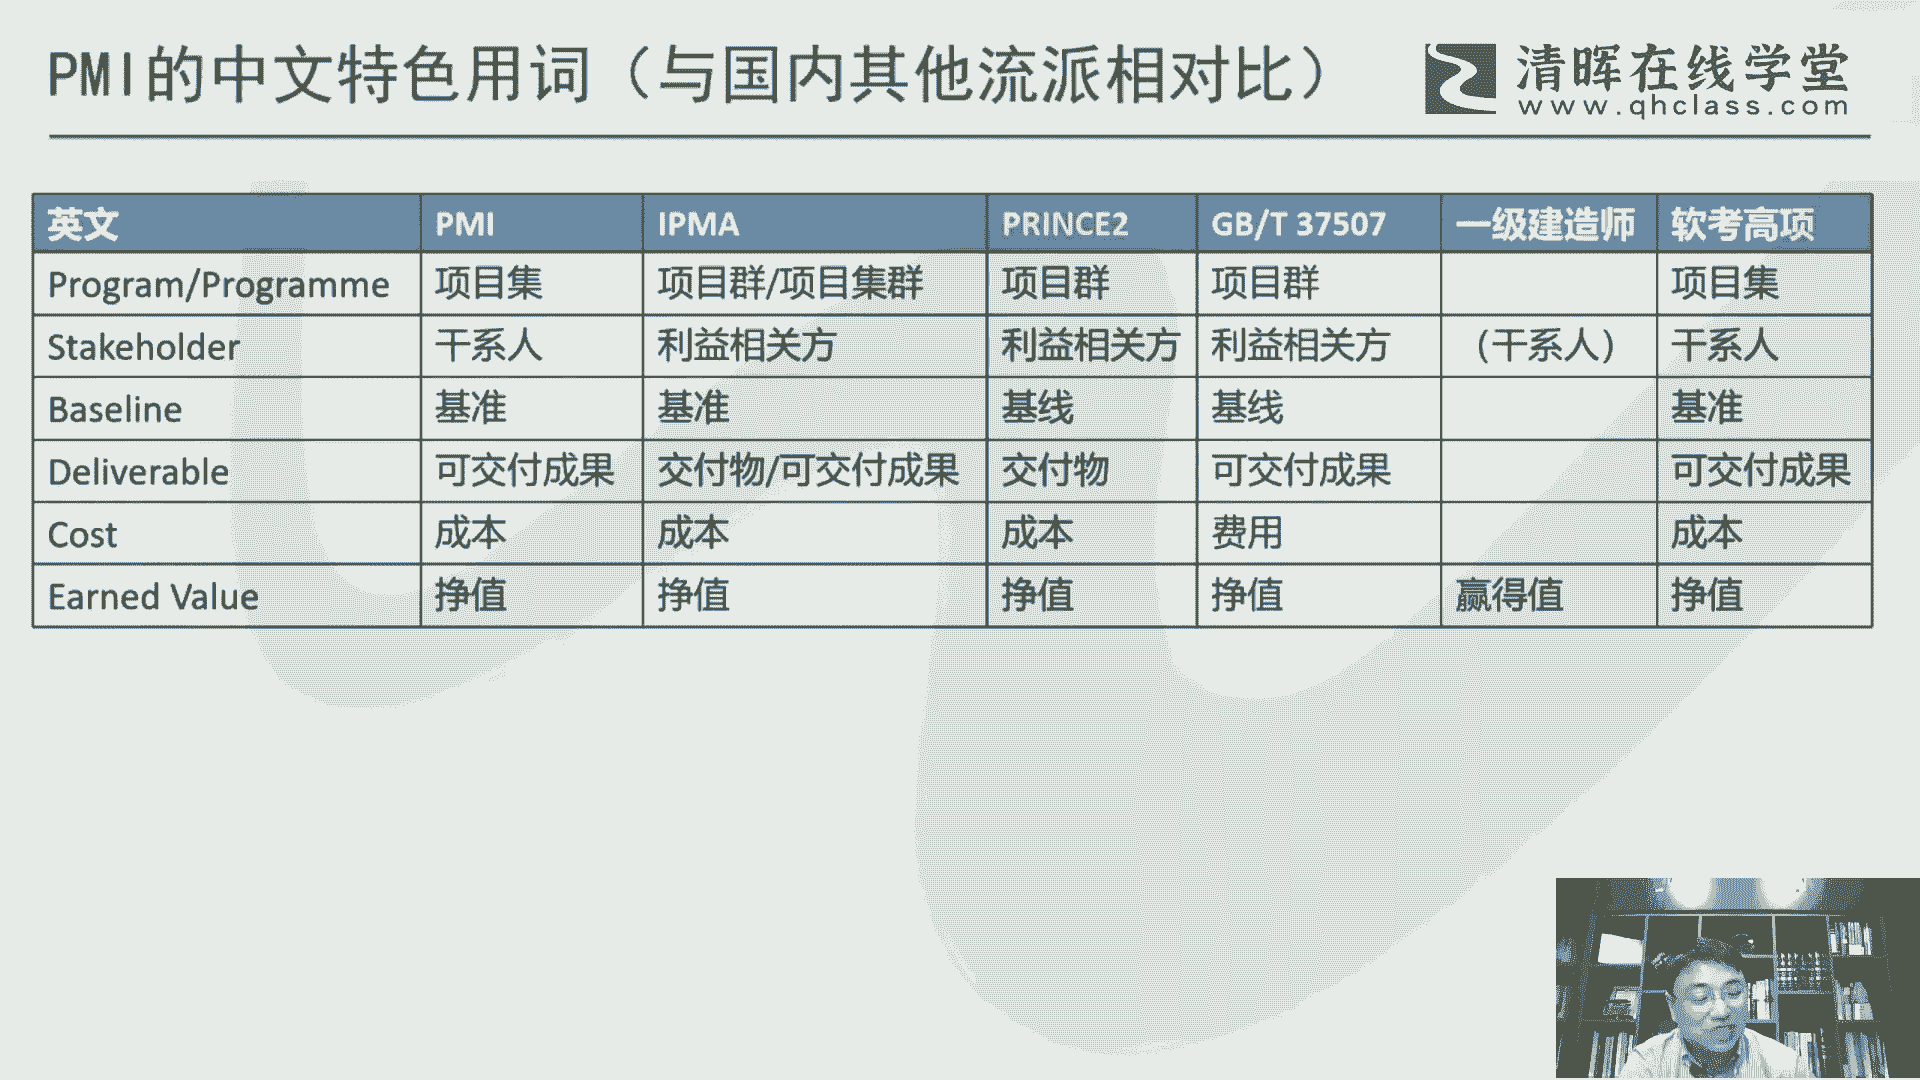 PMI的中文特色用词（与国内其他流派相对比）
清晖在线学堂
www.qhclass.com
英文 PMI IPMA PRINCE2 GB/T 37507 一级建造师 软考高项
Program/Programme 项目集 项目群/项目集群 项目群 项目群 项目集
Stakeholder 干系人 利益相关方 利益相关方 利益相关方 （干系人） 干系人
Baseline 基准 基准 基线 基线 基准
Deliverable 可交付成果 交付物/可交付成果 交付物 可交付成果 可交付成果
Cost 成本 成本 成本 费用 成本
Earned Value 挣值 挣值 挣值 挣值 赢得值 挣值